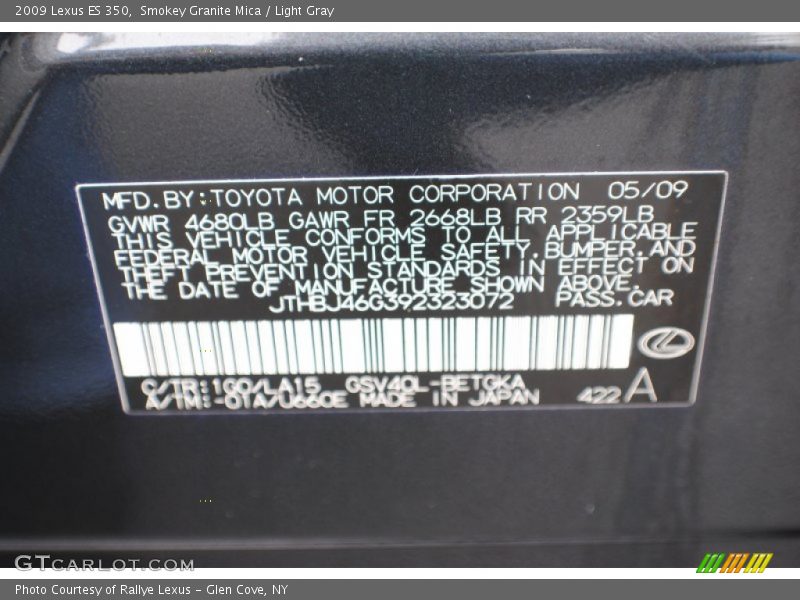 2009 Lexus ES 350, Smokey Granite Mica / Light Gray
MFD.BY:TOYOTA MOTOR CORPORATION 05/09
GVWR 4680LB GAWR FR 2668LB RR 2359LB
THIS VEHICLE CONFORMS TO ALL APPLICABLE
FEDERAL MOTOR VEHICLE SAFETY,BUMPER,AND
THEFT PREVENTION STANDARDS IN EFFECT ON
THE DATE OF MANUFACTURE SHOWN ABOVE.
JTHBJ46G392323072 PASS.CAR
C/TR:1G0/LA15 GSV40L-BETGKA
A/TM:-01A/U660E MADE IN JAPAN 422 A
GTCARLOT.COM
Photo Courtesy of Rallye Lexus - Glen Cove, NY